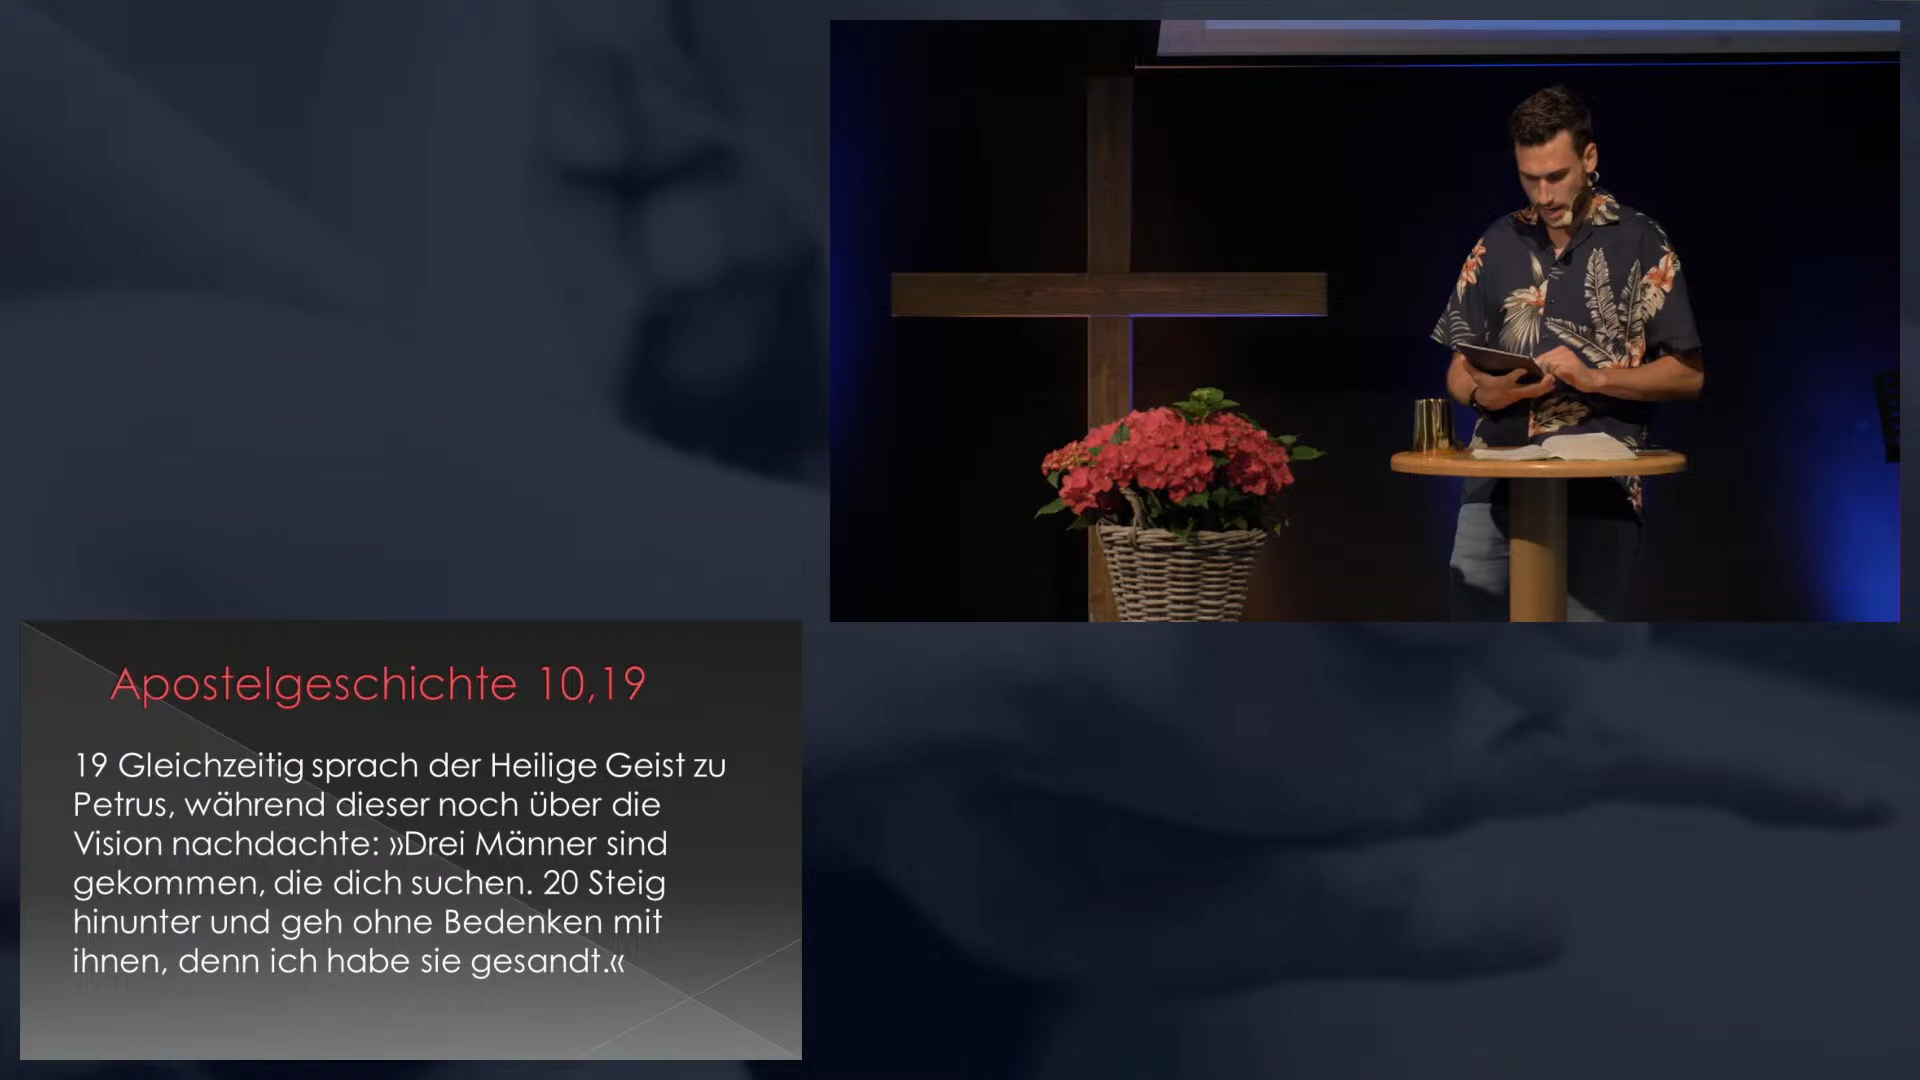 Apostelgeschichte 10,19
19 Gleichzeitig sprach der Heilige Geist zu
Petrus, während dieser noch über die
Vision nachdachte: »Drei Männer sind
gekommen, die dich suchen. 20 Steig
hinunter und geh ohne Bedenken mit
ihnen, denn ich habe sie gesandt.«